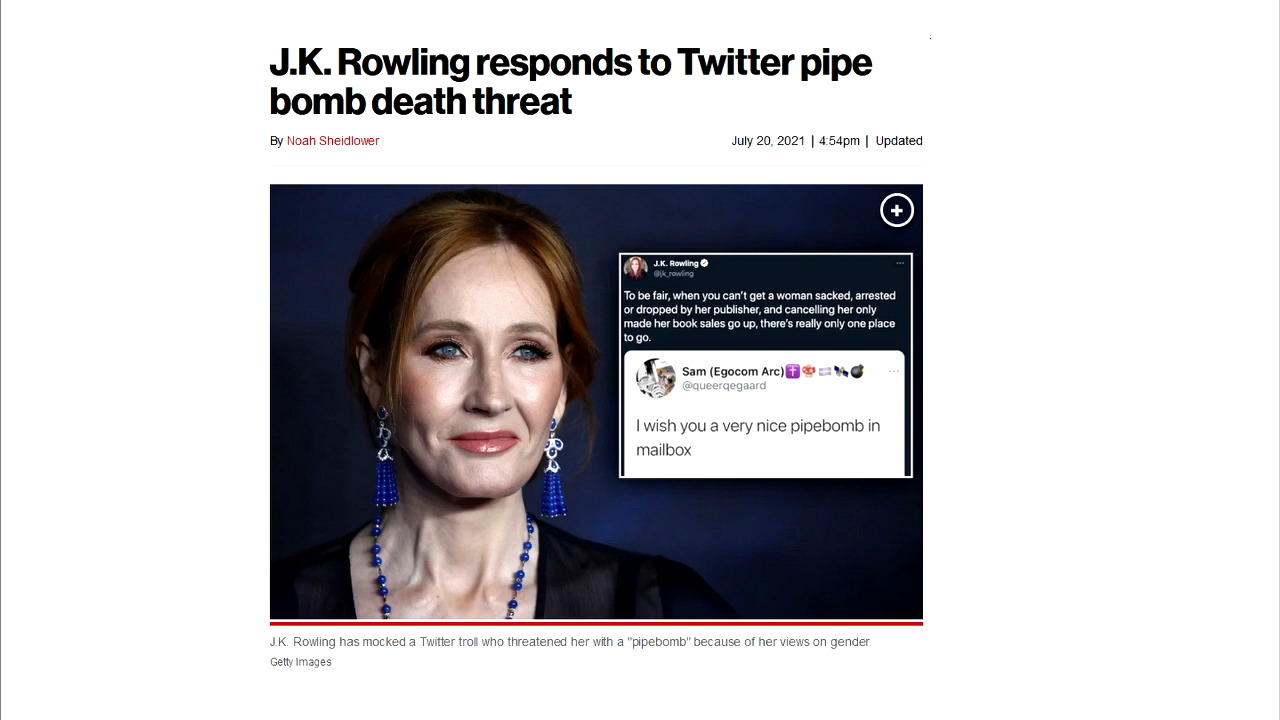 J.K. Rowling responds to Twitter pipe
bomb death threat
By Noah Sheidlower
July 20, 2021 | 4:54pm | Updated
J.K. Rowling
@jk_rowling
To be fair, when you can't get a woman sacked, arrested
or dropped by her publisher, and cancelling her only
made her book sales go up, there's really only one place
to go.
Sam (Egocom Arc)
@queerqegaard
I wish you a very nice pipebomb in
mailbox
J.K. Rowling has mocked a Twitter troll who threatened her with a "pipebomb" because of her views on gender.
Getty Images